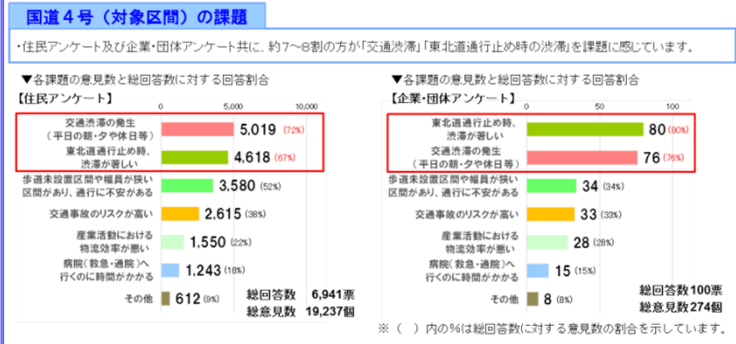 国道４号（対象区間）の課題
・住民アンケート及び企業・団体アンケート共に、約7～8割の方が「交通渋滞」「東北道通行止め時の渋滞」を課題に感じています。
▼各課題の意見数と総回答数に対する回答割合
【住民アンケート】
0 5,000 10,000
交通渋滞の発生
（平日の朝・夕や休日等）
5,019 (72%)
東北道通行止め時、
渋滞が著しい
4,618 (67%)
歩道未設置区間や幅員が狭い
区間があり、通行に不安がある
3,580 (52%)
交通事故のリスクが高い
2,615 (38%)
産業活動における
物流効率が悪い
1,550 (22%)
病院（救急・通院）へ
行くのに時間がかかる
1,243 (18%)
その他
612 (9%)
総回答数 6,941票
総意見数 19,237個
▼各課題の意見数と総回答数に対する回答割合
【企業・団体アンケート】
0 50 100
東北道通行止め時、
渋滞が著しい
80 (80%)
交通渋滞の発生
（平日の朝・夕や休日等）
76 (76%)
歩道未設置区間や幅員が狭い
区間があり、通行に不安がある
34 (34%)
交通事故のリスクが高い
33 (33%)
産業活動における
物流効率が悪い
28 (28%)
病院（救急・通院）へ
行くのに時間がかかる
15 (15%)
その他
8 (8%)
総回答数100票
総意見数274個
※（　）内の％は総回答数に対する意見数の割合を示しています。